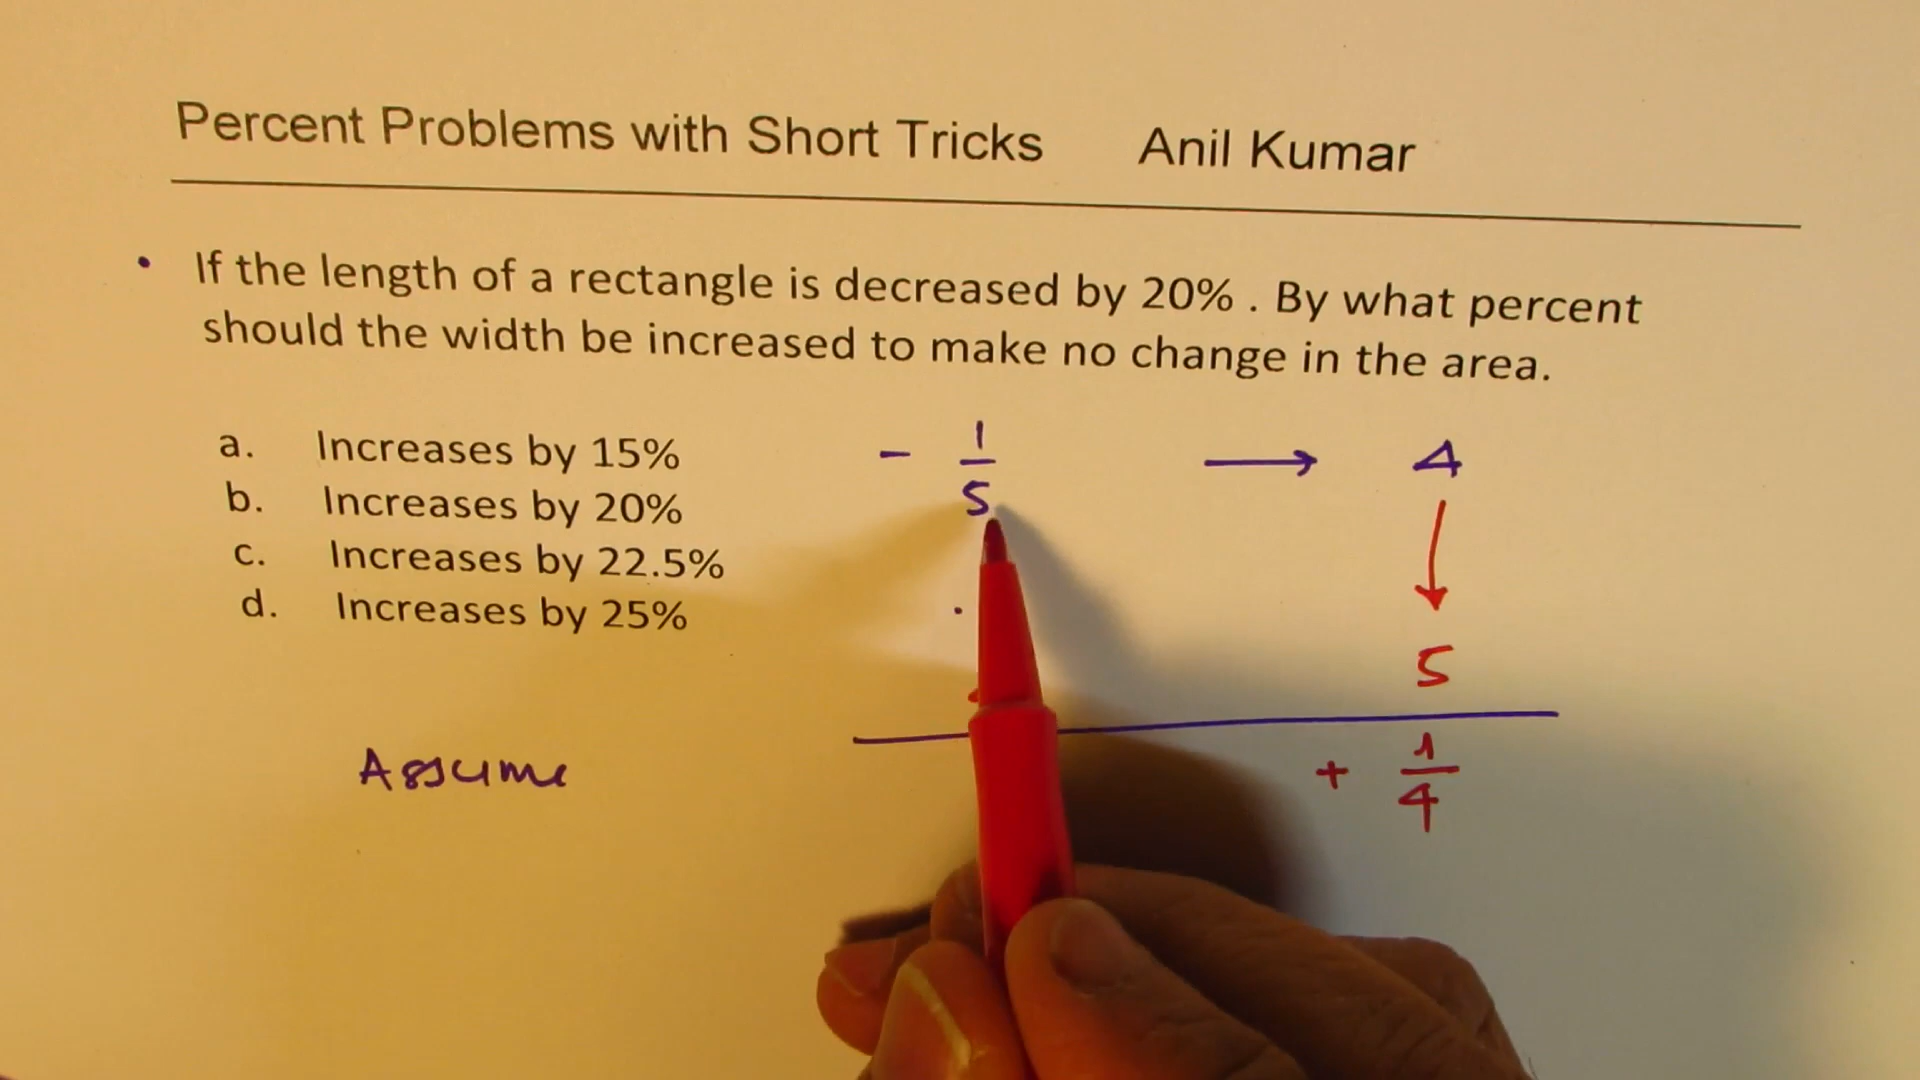 Percent Problems with Short Tricks Anil Kumar
• If the length of a rectangle is decreased by 20% . By what percent
should the width be increased to make no change in the area.
a. Increases by 15%
b. Increases by 20%
c. Increases by 22.5%
d. Increases by 25%
- 1/5 → 4
↓
5
+ 1/4
Assume